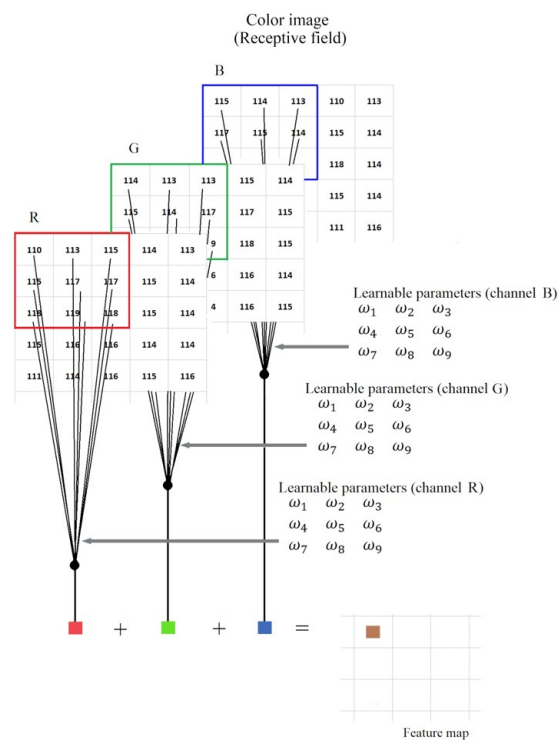 Color image
(Receptive field)
B
115 114 113 110 113
117 115 114 115 114
118 114
115 114
111 116
G
114 113 113 115 114
115 114 117 117 115
9 118 115
6 116 114
4 116 115
R
110 113 115 114 113
115 117 117 115 114
118 119 118 115 114
115 116 116 114 114
111 114 116 115 116
Learnable parameters (channel B)
ω1 ω2 ω3
ω4 ω5 ω6
ω7 ω8 ω9
Learnable parameters (channel G)
ω1 ω2 ω3
ω4 ω5 ω6
ω7 ω8 ω9
Learnable parameters (channel R)
ω1 ω2 ω3
ω4 ω5 ω6
ω7 ω8 ω9
+ + =
Feature map